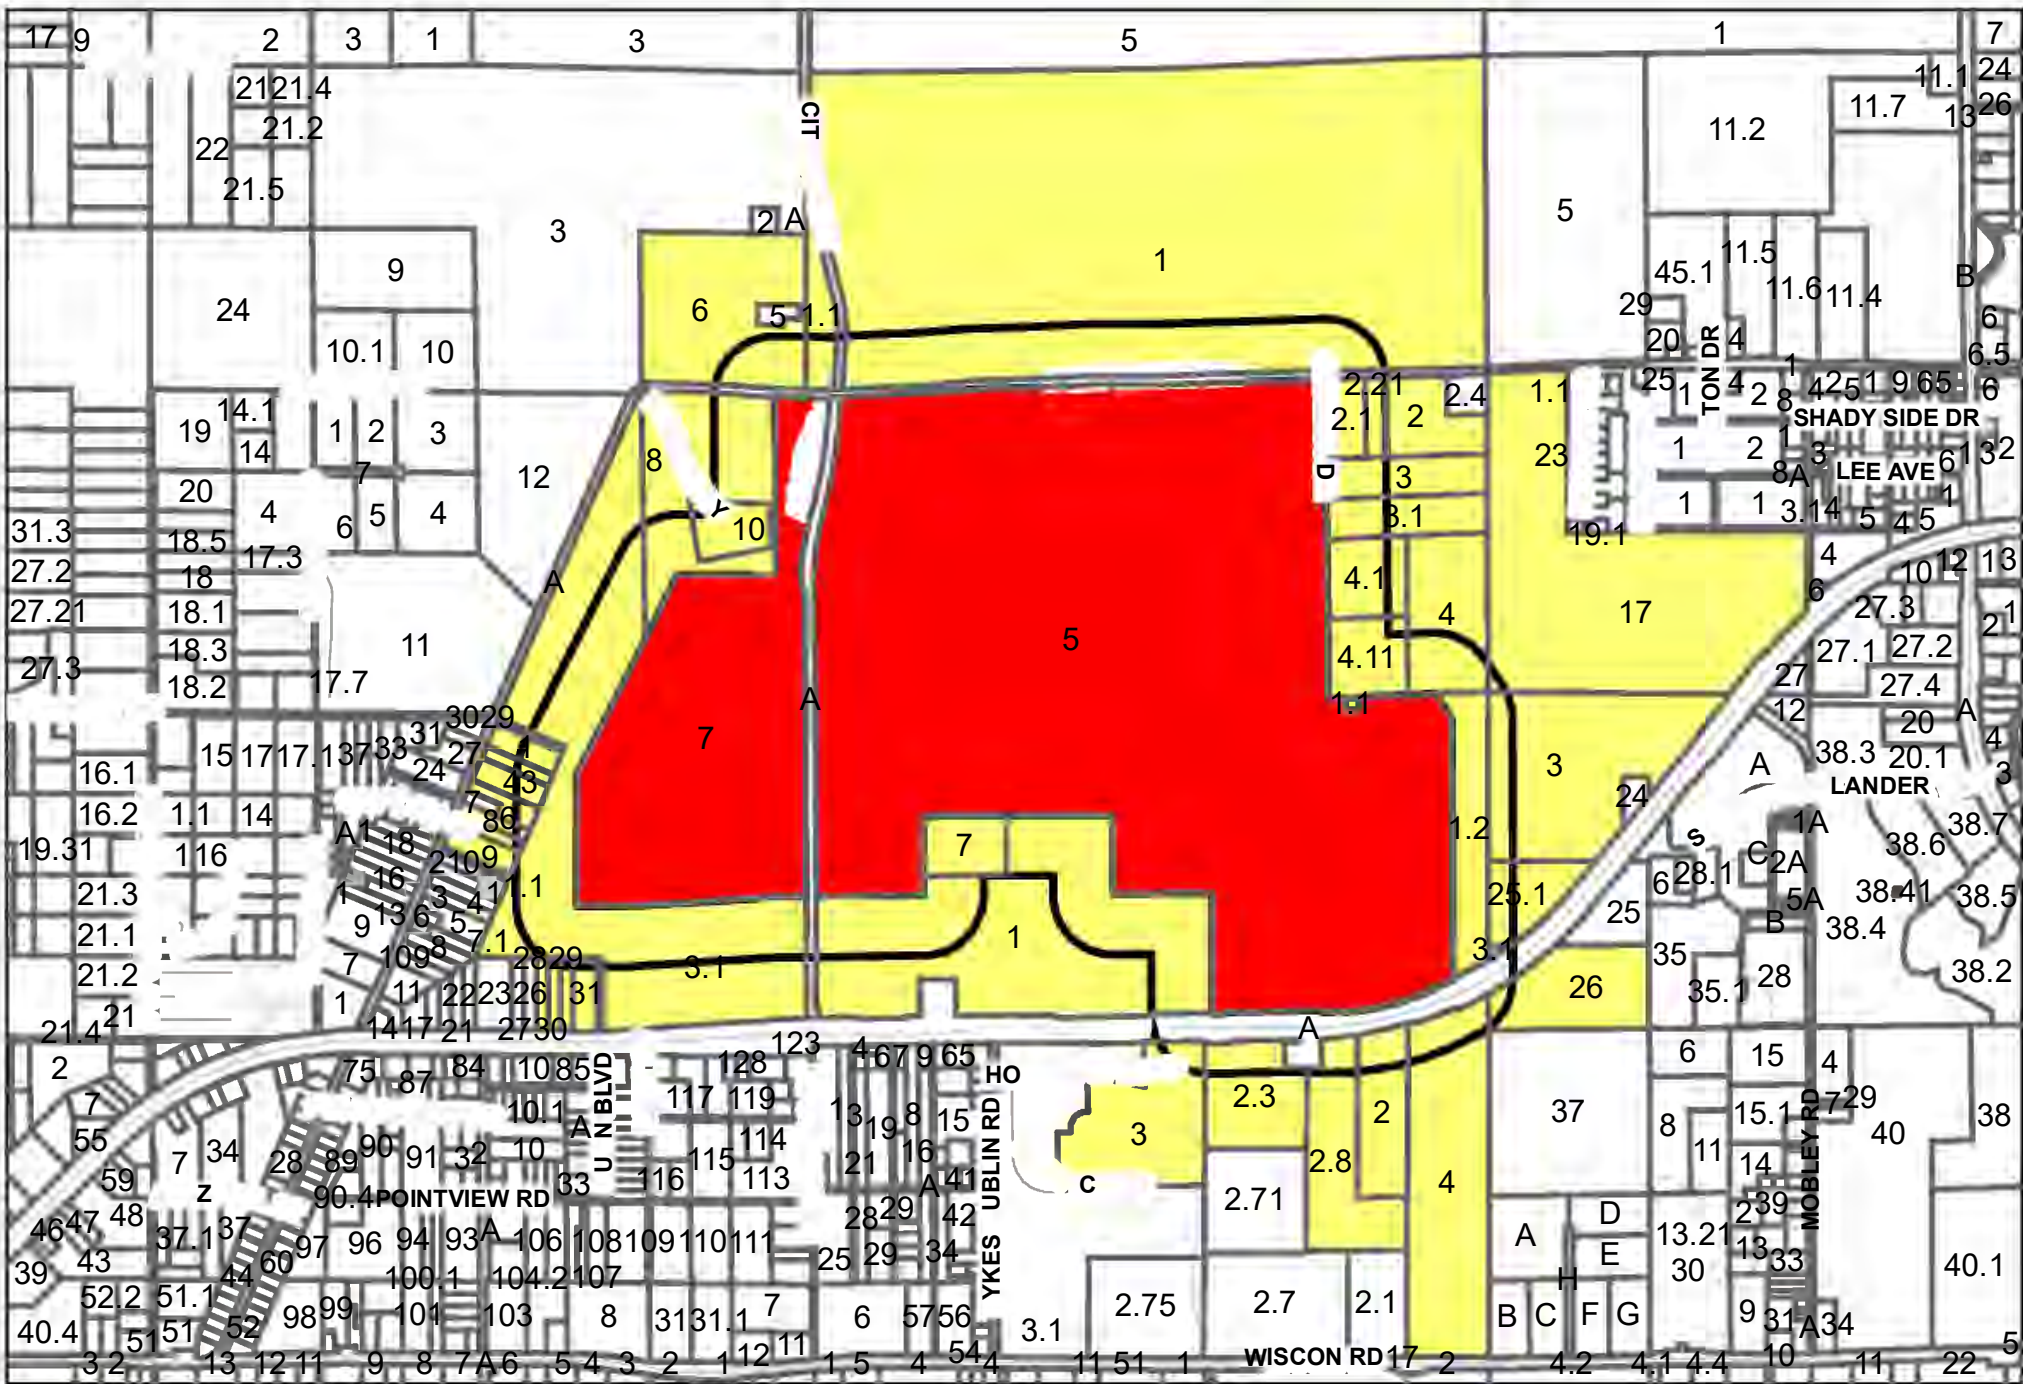 17 9 2 3 1 3 5 1 7
21 21.4 11.1 24
11.7 26
22 21.2 CIT 11.2 13
21.5 5
3 2 A
9 1 11.5 B
24 6 5 1.1 45.1 11.6 11.4
29 6
10.1 10 20 TON DR 4 6.5
1
2.21 1.1 25 1 4 2 4 2 5 1 9 65 6
14.1 2.1 2 2.4 8 SHADY SIDE DR
19 1 2 3
14 8 23 1 2 1 3 6 1 32
7 12 D 3 8 A LEE AVE
20 4 5 4 Y 3.1 1 1 3.14 5 4 5 1
31.3 6 10 19.1
18.5 17.3 4 12 13
27.2 18 A 4.1 10
27.21 18.1 4 17 6 27.3 1
11 5 2
18.3 4.11 27.1 27.2
27.3 18.2 17.7 A 1.1 27 27.4
30 29 12 20 A
15 17 17.1 37 33 31 27 7 3 38.3 20.1 4
16.1 24 43 A 3
16.2 1.1 14 7 24 LANDER
8 6 1.2 S 1A 38.7
19.31 116 A 1 18 2 10 9 7 C 2A 38.6
21.3 1 16 3 4 1 1.1 25.1 6 28.1 5A 38.41 38.5
9 13 6 5 1 25 B 38.4
21.1 7 10 9 8 7.1 28 29 3.1 3.1 35
21.2 11 22 23 26 31 26 35.1 28 38.2
21 1
21.4 14 17 21 27 30 A
2 75 87 84 10 85 123 4 67 9 65 6 15 4
128 HO
7 10.1 A U N BLVD 117 119 13 19 8 15 2.3 2 37 15.1 7 29 38
55 7 34 28 89 90 91 32 10 114 16 3 8 11 40
59 33 115 21 41 2.8 14
Z 90.4 POINTVIEW RD 116 113 A C 2.71 4 39 MOBLEY RD
46 47 48 A 28 29 42 D 2
37.1 37 97 96 94 93 106 108 109 110 111 34 YKES UBLIN RD A E 13.21 13 33
43 60 25 29 40.1
39 44 100.1 104.2 107 H 30
52.2 51.1 98 99 101 103 8 31 31.1 7 6 57 56 3.1 2.75 2.7 2.1 B C F G 9 31 A 34
40.4 51 51 52 11 54 5
3 2 13 12 11 9 8 7 A 6 5 4 3 2 1 12 1 5 4 4 11 51 1 WISCON RD 17 2 4.2 4.1 4.4 10 11 22